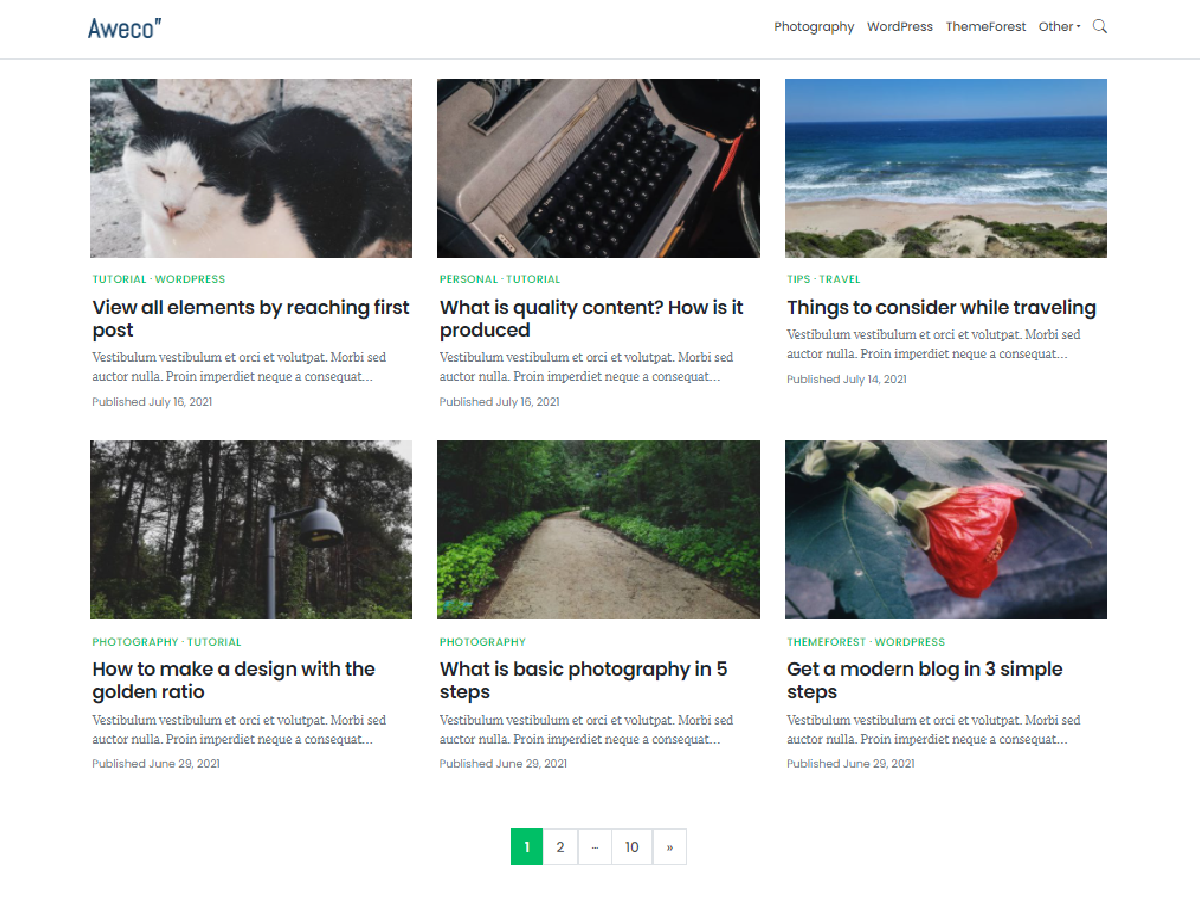 Aweco"
Photography WordPress ThemeForest Other
TUTORIAL · WORDPRESS
View all elements by reaching first
post
Vestibulum vestibulum et orci et volutpat. Morbi sed
auctor nulla. Proin imperdiet neque a consequat…
Published July 16, 2021
PERSONAL · TUTORIAL
What is quality content? How is it
produced
Vestibulum vestibulum et orci et volutpat. Morbi sed
auctor nulla. Proin imperdiet neque a consequat…
Published July 16, 2021
TIPS · TRAVEL
Things to consider while traveling
Vestibulum vestibulum et orci et volutpat. Morbi sed
auctor nulla. Proin imperdiet neque a consequat…
Published July 14, 2021
PHOTOGRAPHY · TUTORIAL
How to make a design with the
golden ratio
Vestibulum vestibulum et orci et volutpat. Morbi sed
auctor nulla. Proin imperdiet neque a consequat…
Published June 29, 2021
PHOTOGRAPHY
What is basic photography in 5
steps
Vestibulum vestibulum et orci et volutpat. Morbi sed
auctor nulla. Proin imperdiet neque a consequat…
Published June 29, 2021
THEMEFOREST · WORDPRESS
Get a modern blog in 3 simple
steps
Vestibulum vestibulum et orci et volutpat. Morbi sed
auctor nulla. Proin imperdiet neque a consequat…
Published June 29, 2021
1 2 … 10 »